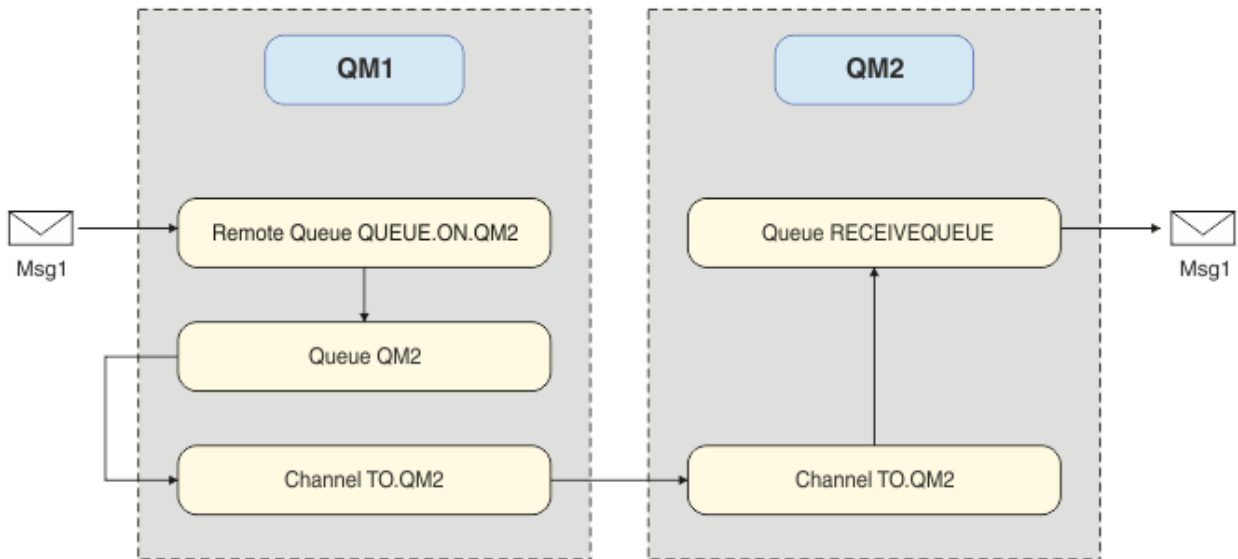 QM1
QM2
Msg1
Remote Queue QUEUE.ON.QM2
Queue QM2
Channel TO.QM2
Channel TO.QM2
Queue RECEIVEQUEUE
Msg1